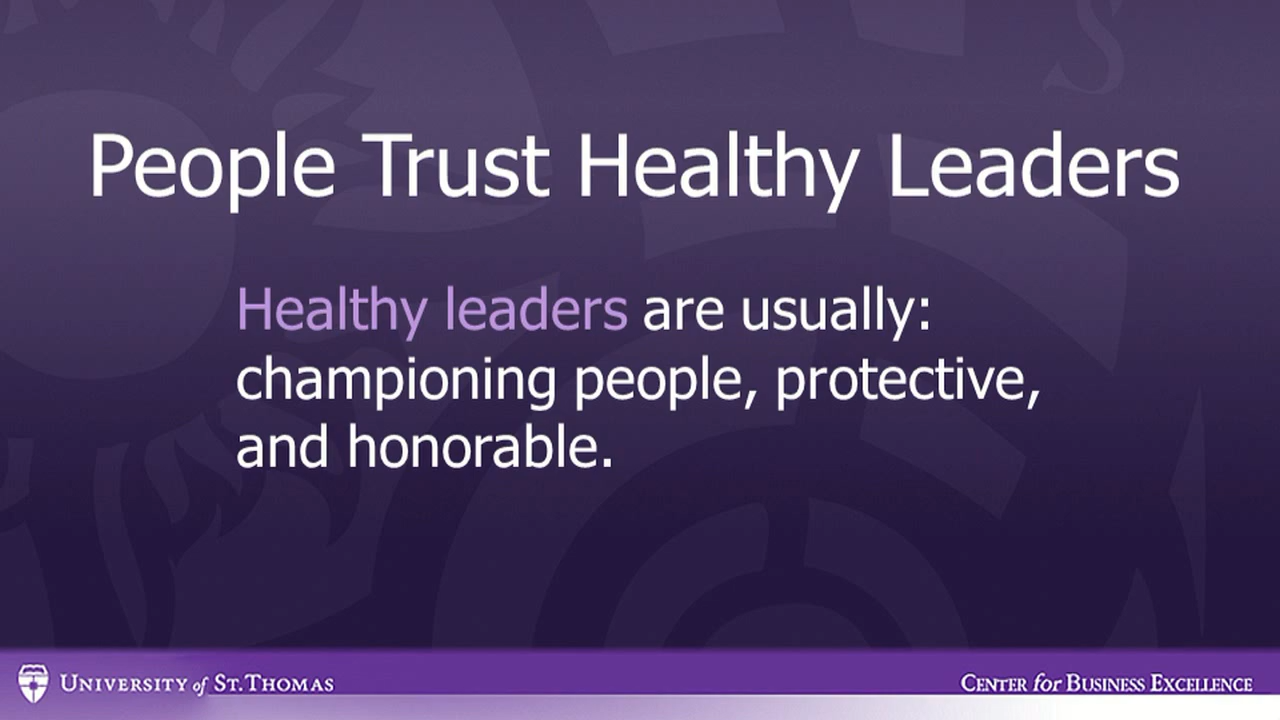 People Trust Healthy Leaders
Healthy leaders are usually:
championing people, protective,
and honorable.
UNIVERSITY of ST. THOMAS
CENTER for BUSINESS EXCELLENCE